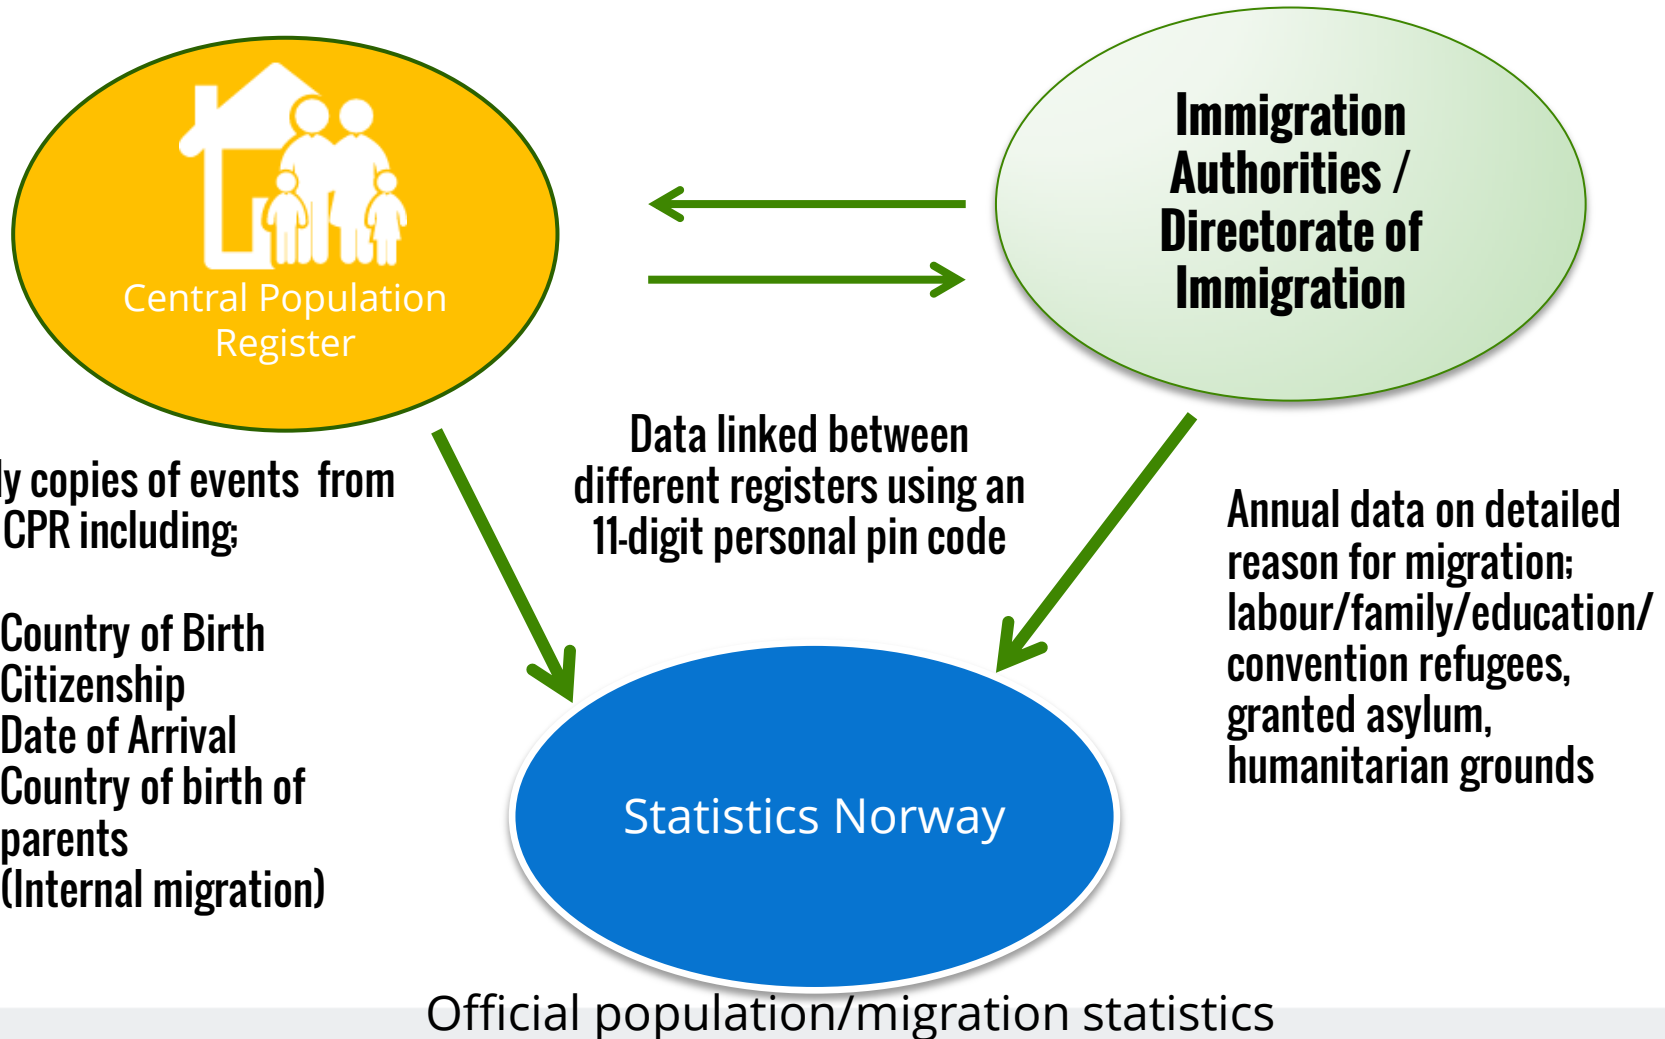 Immigration
Authorities /
Directorate of
Immigration
Central Population
Register
copies of events from
CPR including;
Country of Birth
Citizenship
Date of Arrival
Country of birth of
parents
(Internal migration)
Data linked between
different registers using an
11-digit personal pin code
Annual data on detailed
reason for migration;
labour/family/education/
convention refugees,
granted asylum,
humanitarian grounds
Statistics Norway
Official population/migration statistics